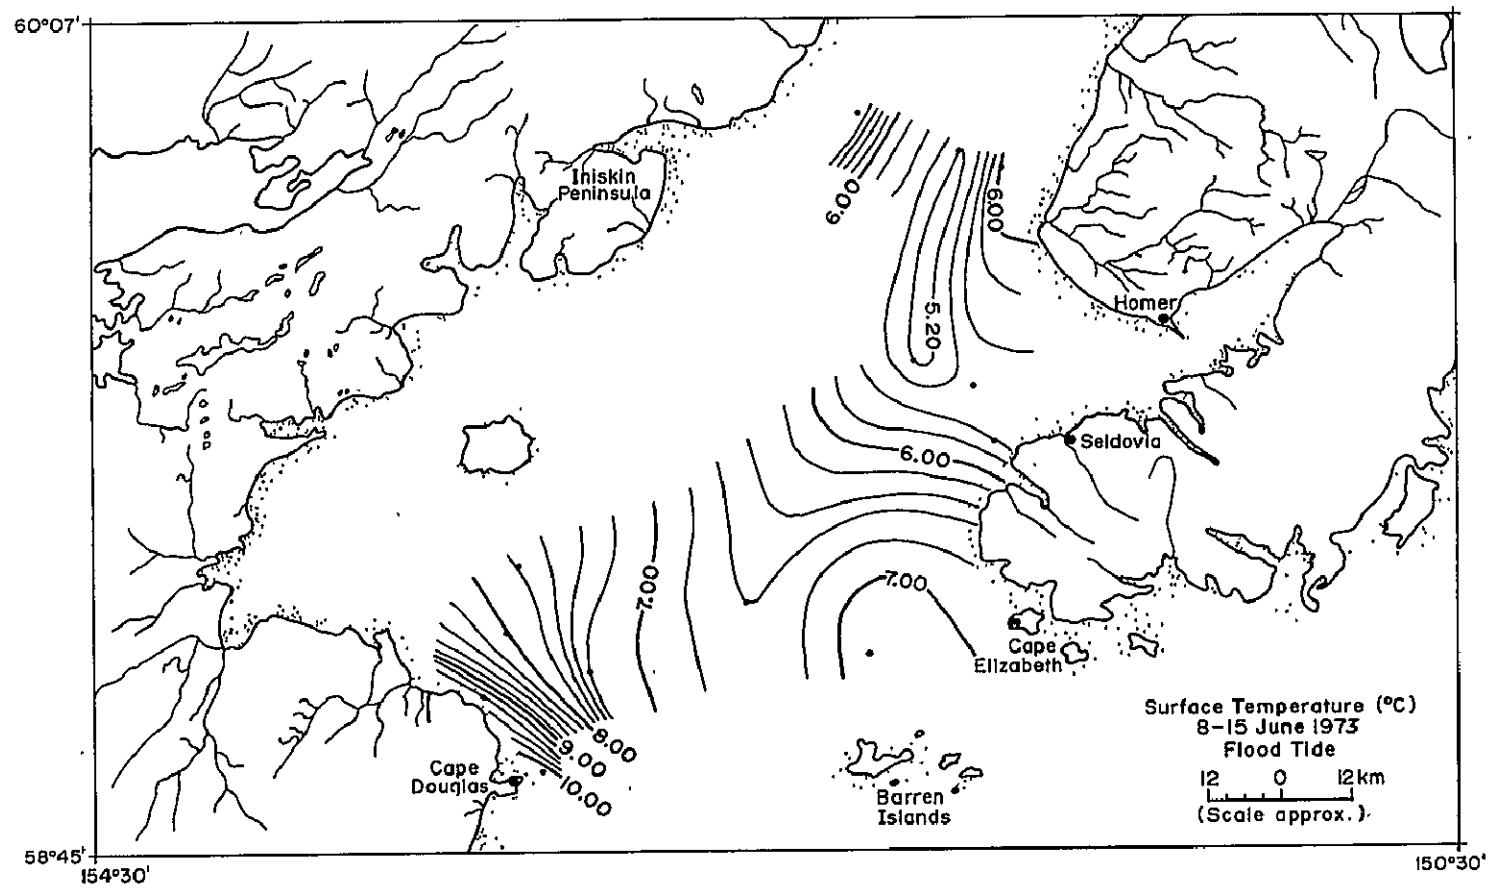 60°07'
Iniskin
Peninsula
6.00
6.00
Homer
5.20
Seldovia
6.00
7.00
7.00
Cape
Elizabeth
Surface Temperature (°C)
8-15 June 1973
Flood Tide
12 0 12km
(Scale approx.)
8.00
9.00
10.00
Cape
Douglas
Barren
Islands
58°45'
154°30'
150°30'